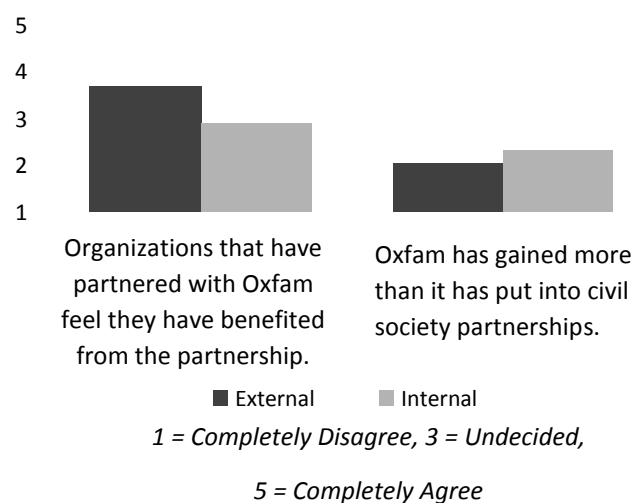 5
4
3
2
1
Organizations that have
partnered with Oxfam
feel they have benefited
from the partnership.
Oxfam has gained more
than it has put into civil
society partnerships.
External
Internal
1 = Completely Disagree, 3 = Undecided,
5 = Completely Agree